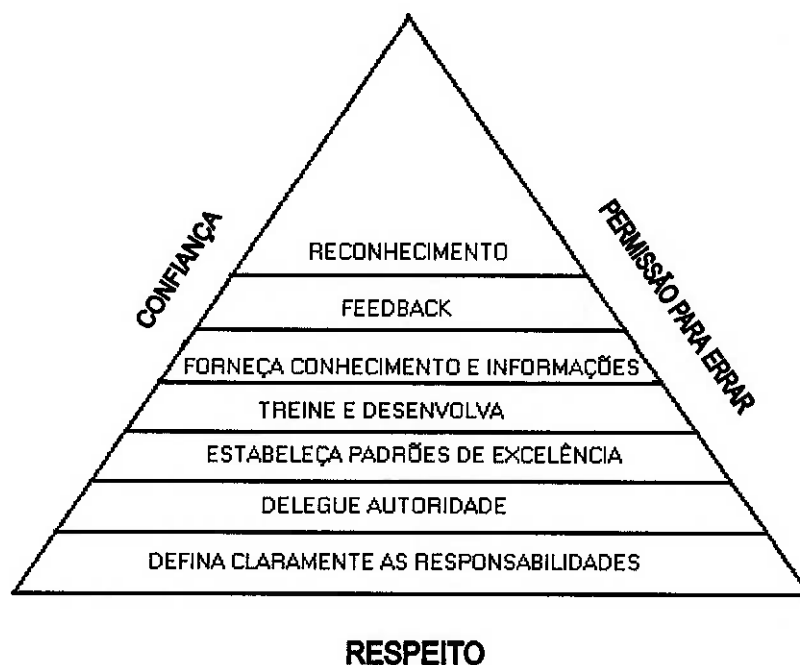 CONFIANÇA
PERMISSÃO PARA ERRAR
RECONHECIMENTO
FEEDBACK
FORNEÇA CONHECIMENTO E INFORMAÇÕES
TREINE E DESENVOLVA
ESTABELEÇA PADRÕES DE EXCELÊNCIA
DELEGUE AUTORIDADE
DEFINA CLARAMENTE AS RESPONSABILIDADES
RESPEITO